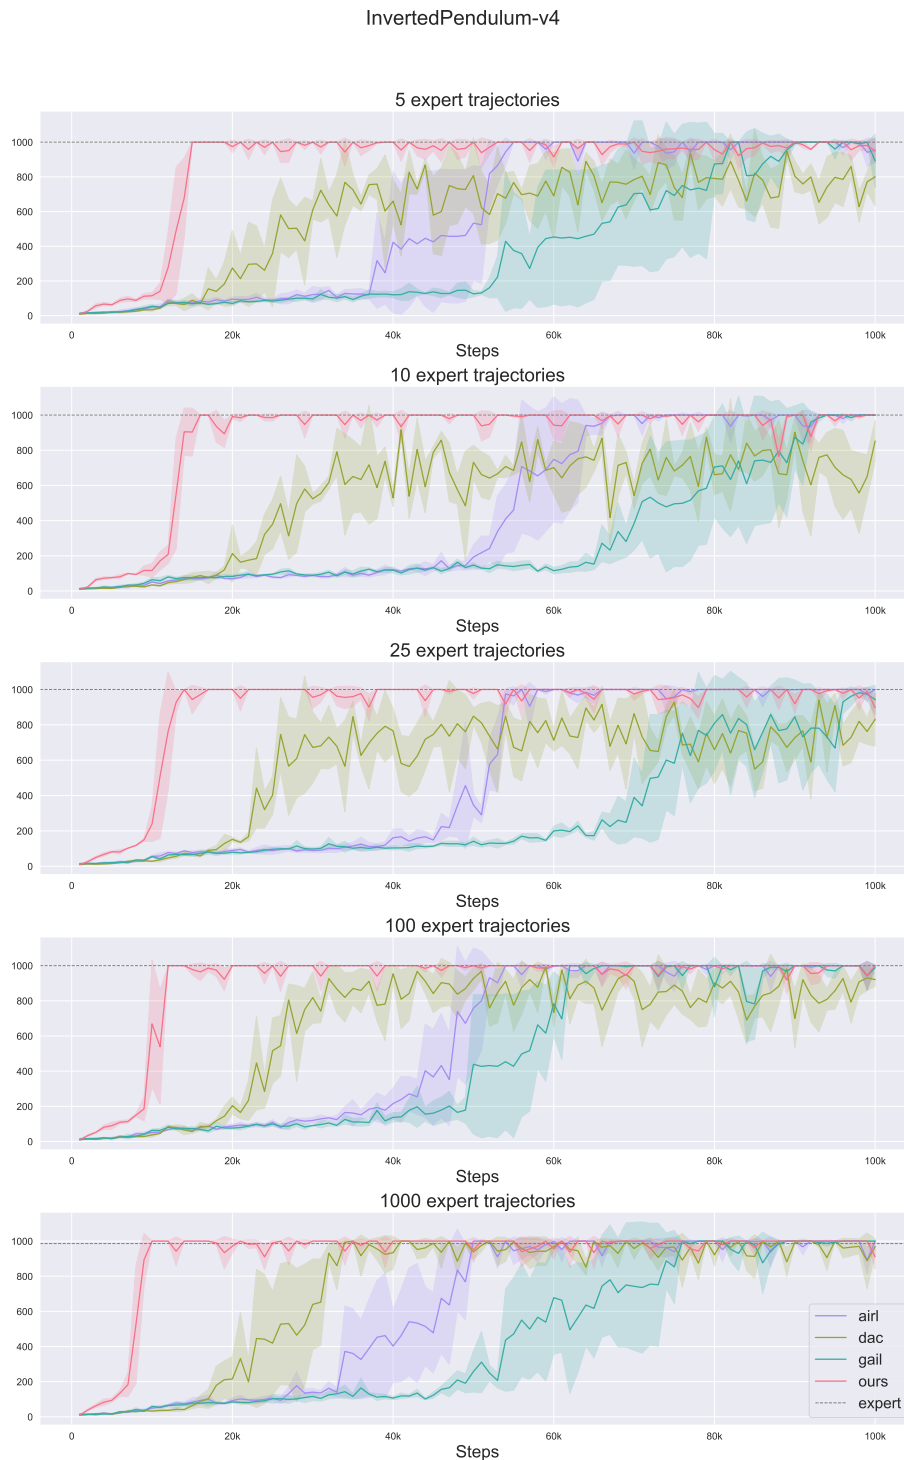 InvertedPendulum-v4
5 expert trajectories
1000
800
600
400
200
0
0 20k 40k 60k 80k 100k
Steps
10 expert trajectories
1000
800
600
400
200
0
0 20k 40k 60k 80k 100k
Steps
25 expert trajectories
1000
800
600
400
200
0
0 20k 40k 60k 80k 100k
Steps
100 expert trajectories
1000
800
600
400
200
0
0 20k 40k 60k 80k 100k
Steps
1000 expert trajectories
1000
800
600
400
200
0
airl
dac
gail
ours
expert
0 20k 40k 60k 80k 100k
Steps